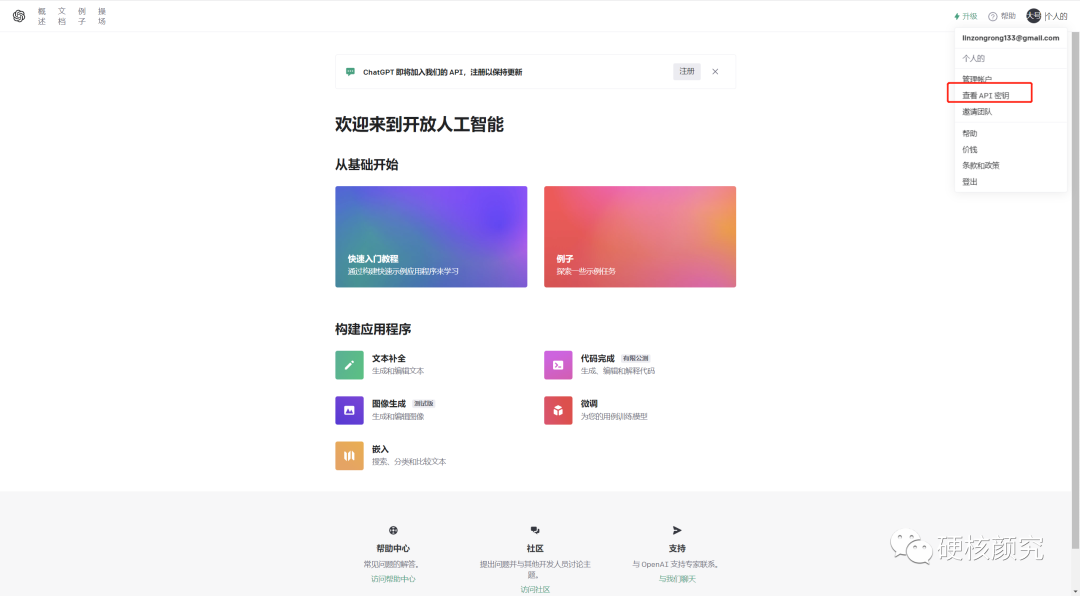 概述
文档
例子
操场
升级
帮助
大号
个人的
linzongrong133@gmail.com
个人的
管理帐户
查看 API 密钥
邀请团队
帮助
价钱
条款和政策
登出
ChatGPT 即将加入我们的 API，注册以保持更新
注册
欢迎来到开放人工智能
从基础开始
快速入门教程
通过构建快速示例应用程序来学习
例子
探索一些示例任务
构建应用程序
文本补全
生成和编辑文本
代码完成 有限公测
生成、编辑和解释代码
图像生成 测试版
生成和编辑图像
微调
为您的用例训练模型
嵌入
搜索、分类和比较文本
帮助中心
常见问题的解答。
访问帮助中心
社区
提出问题并与其他开发人员讨论主
题。
访问社区
支持
与 OpenAI 支持专家联系。
与我们聊天
硬核颜究